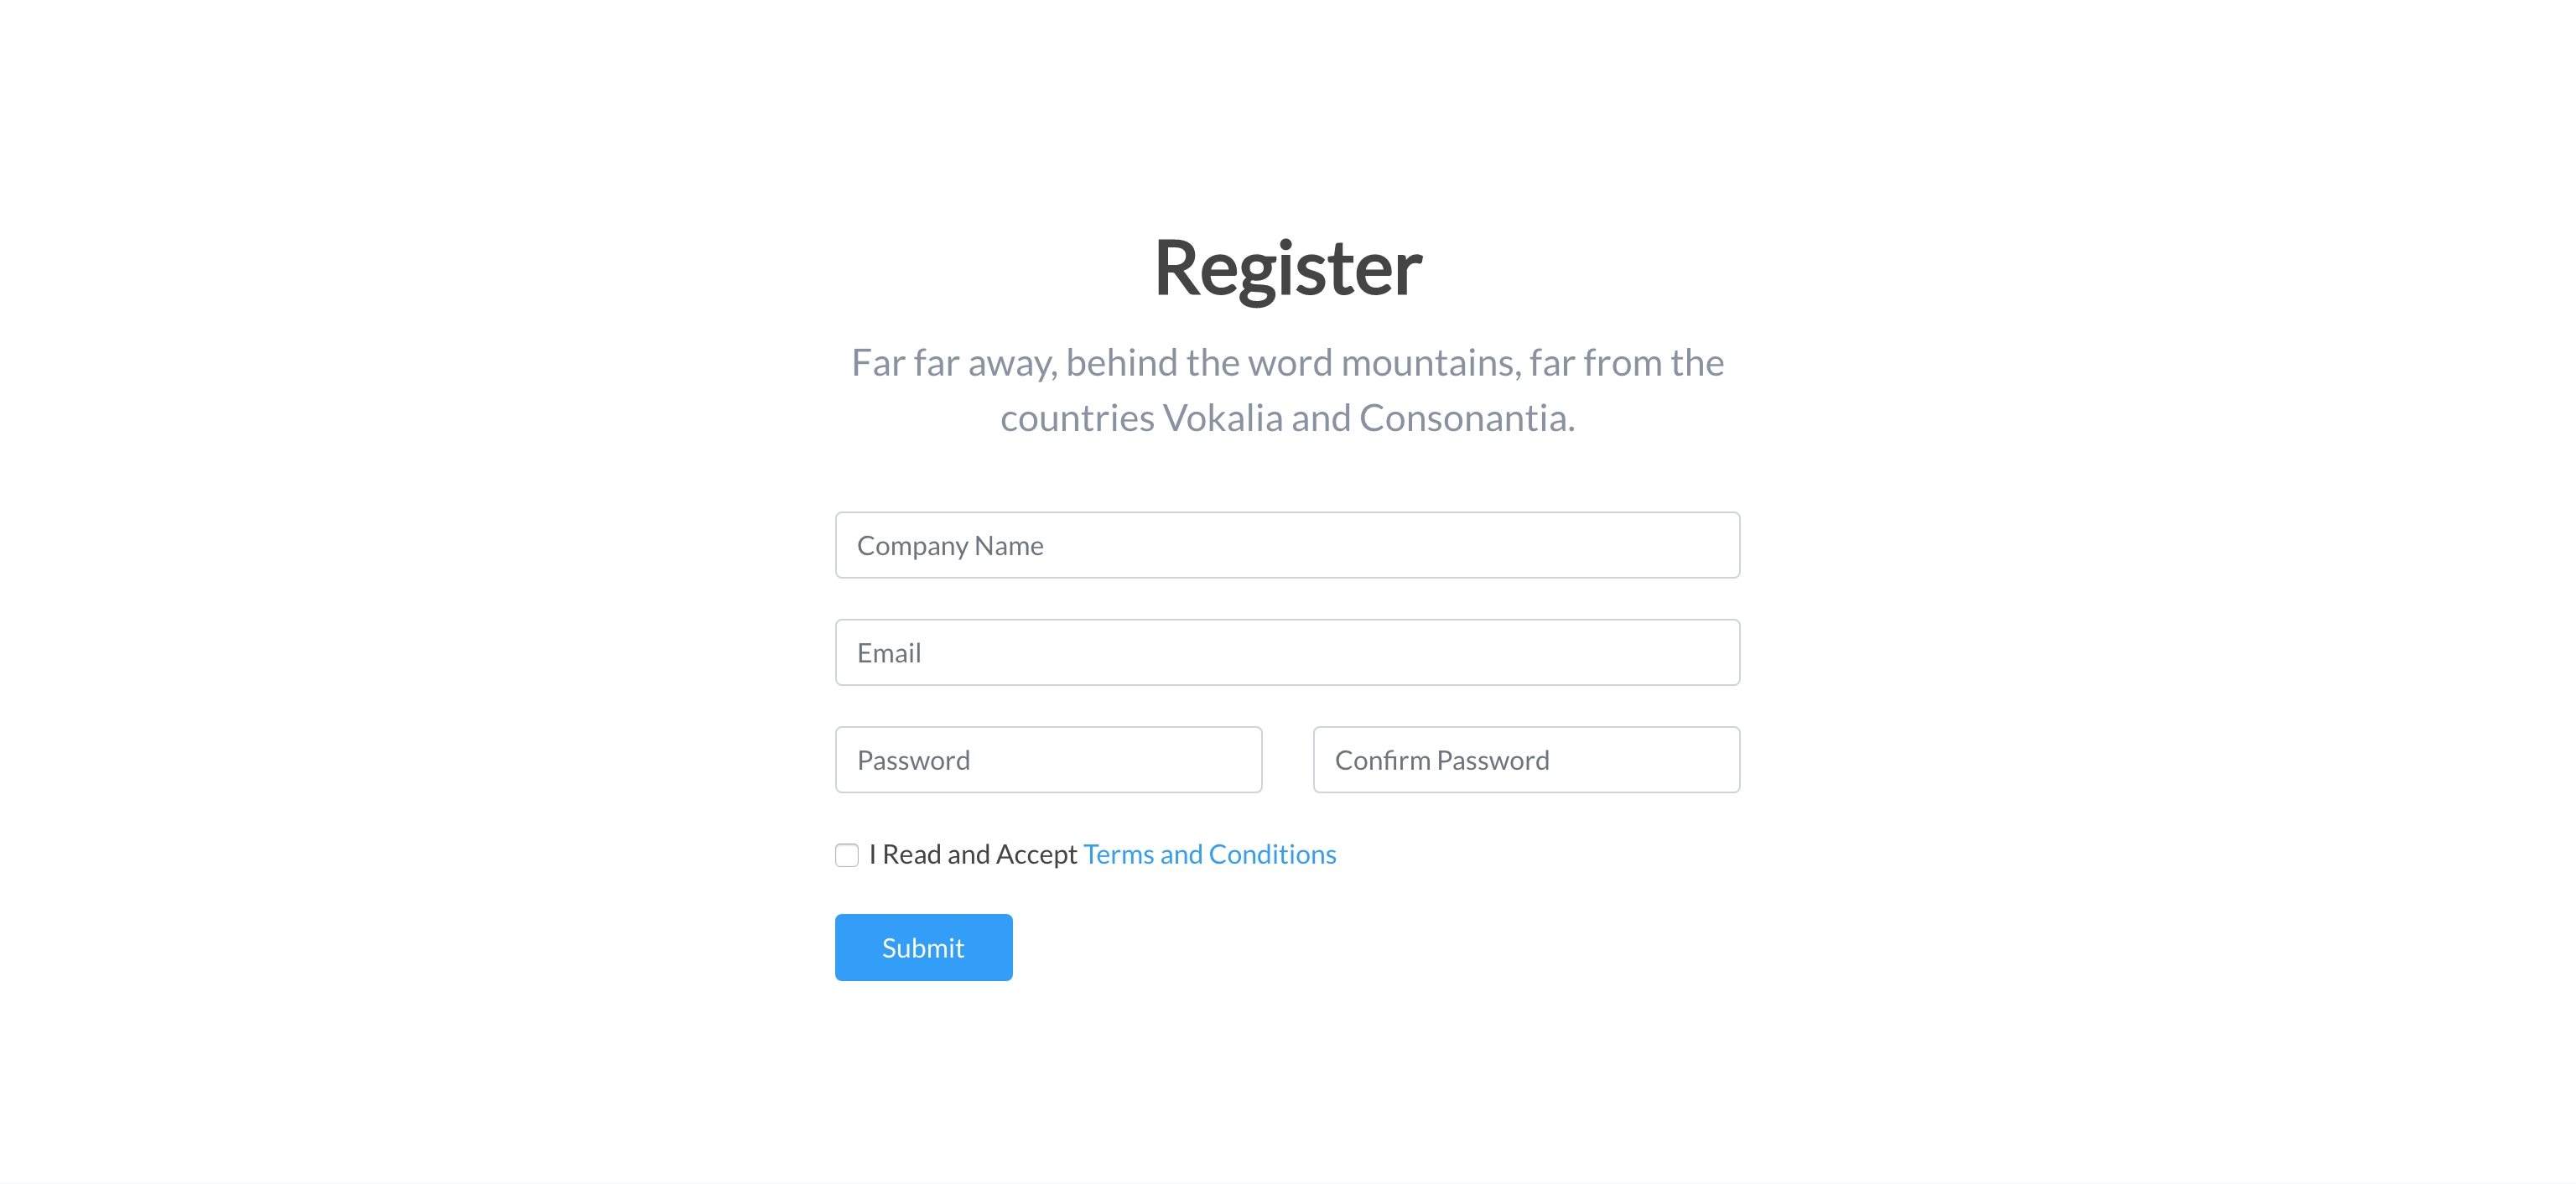 Register
Far far away, behind the word mountains, far from the
countries Vokalia and Consonantia.
Company Name
Email
Password Confirm Password
I Read and Accept Terms and Conditions
Submit